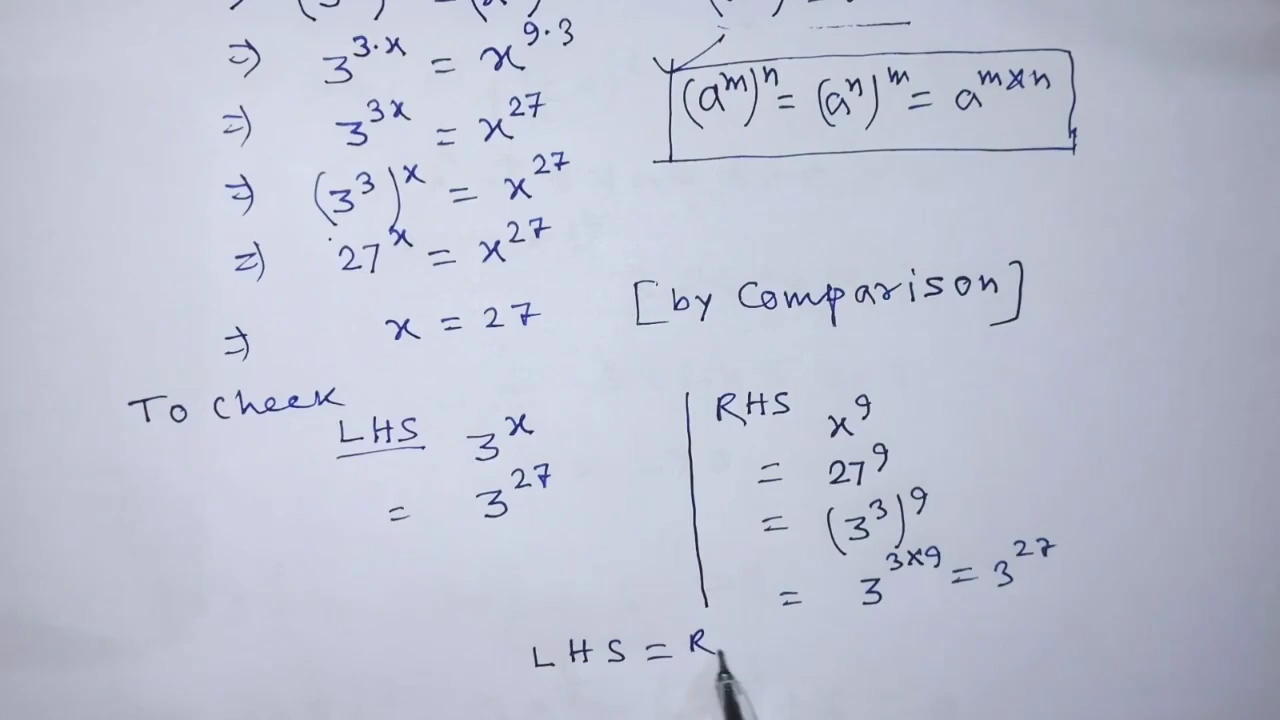 ⇒ 3^{3·x} = x^{9·3}
(a^m)^n = (a^n)^m = a^{m×n}
⇒ 3^{3x} = x^{27}
⇒ (3^3)^x = x^{27}
⇒ 27^x = x^{27}
⇒ x = 27 [by Comparison]
To Check
LHS 3^x
= 3^{27}
RHS x^9
= 27^9
= (3^3)^9
= 3^{3×9} = 3^{27}
LHS = R